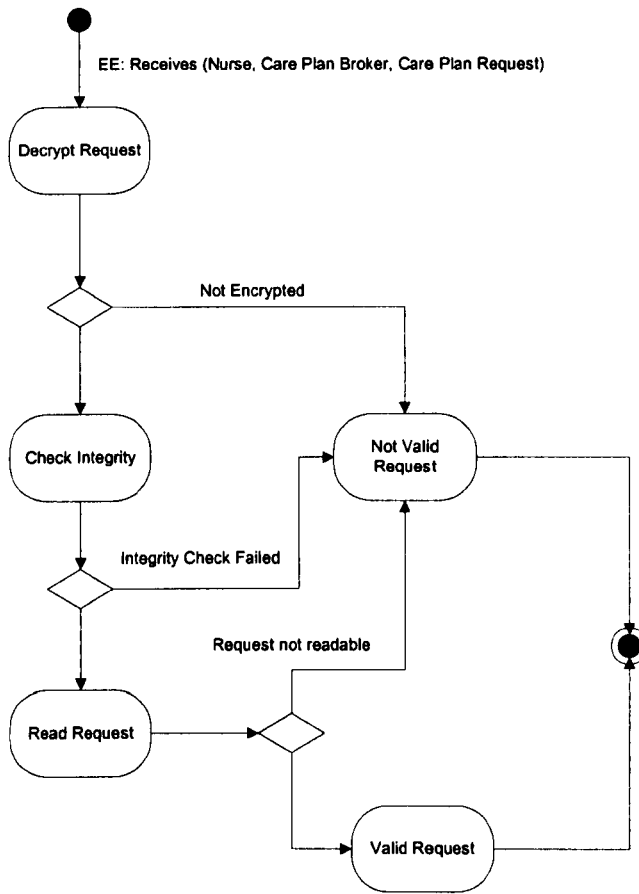 EE: Receives (Nurse, Care Plan Broker, Care Plan Request)
Decrypt Request
Not Encrypted
Check Integrity
Not Valid
Request
Integrity Check Failed
Request not readable
Read Request
Valid Request